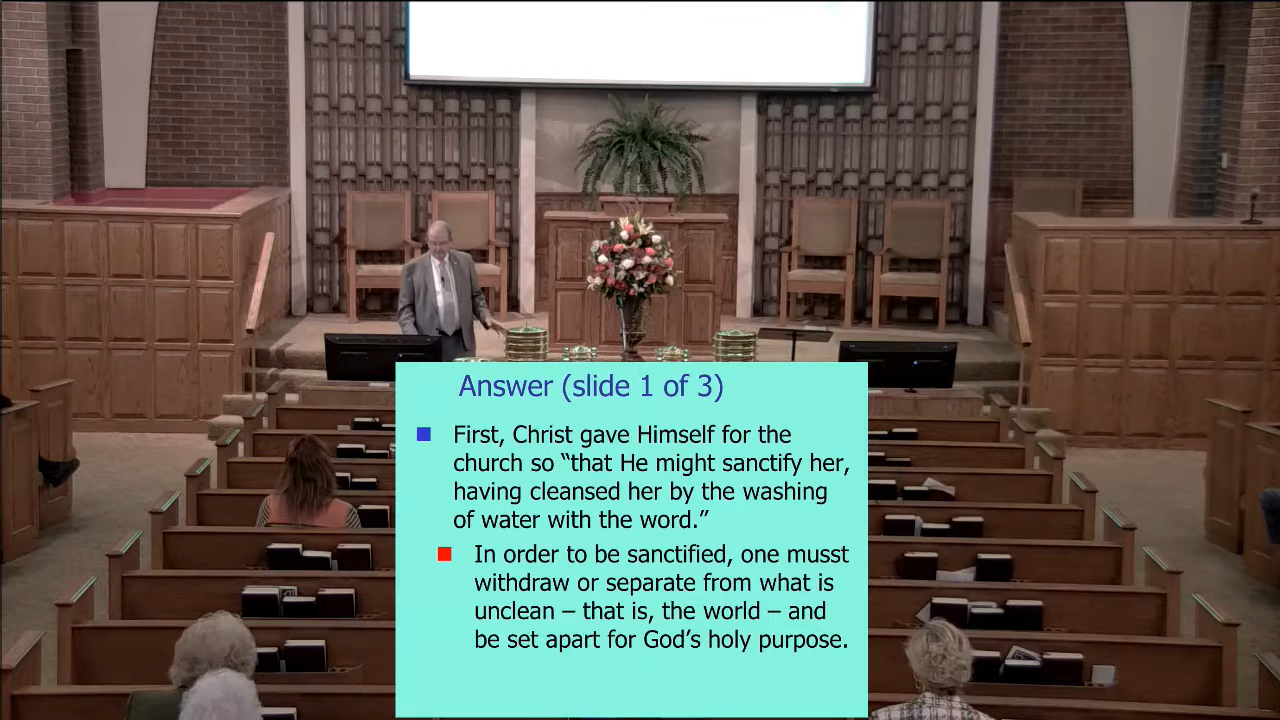 Answer (slide 1 of 3)
First, Christ gave Himself for the
church so “that He might sanctify her,
having cleansed her by the washing
of water with the word.”
In order to be sanctified, one musst
withdraw or separate from what is
unclean – that is, the world – and
be set apart for God’s holy purpose.